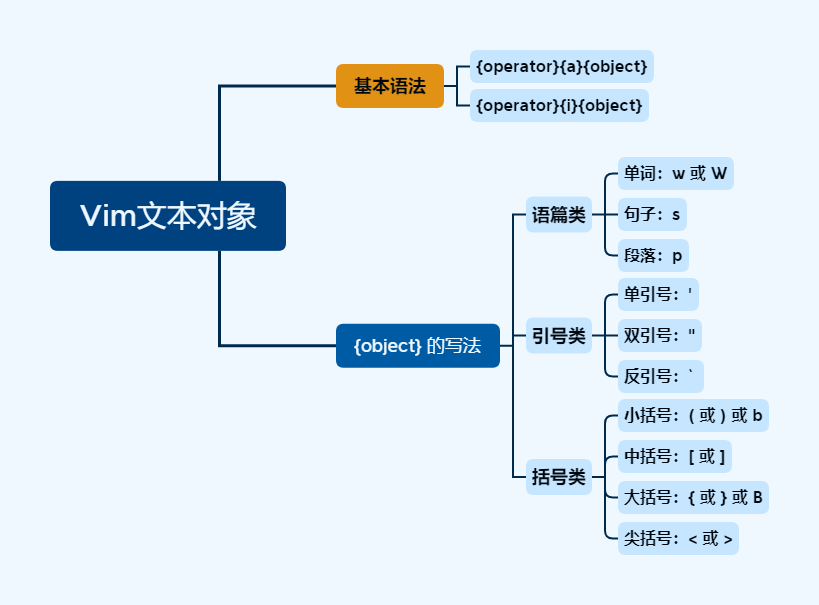 Vim文本对象
基本语法
{operator}{a}{object}
{operator}{i}{object}
{object} 的写法
语篇类
单词：w 或 W
句子：s
段落：p
引号类
单引号：'
双引号："
反引号：`
括号类
小括号：( 或 ) 或 b
中括号：[ 或 ]
大括号：{ 或 } 或 B
尖括号：< 或 >